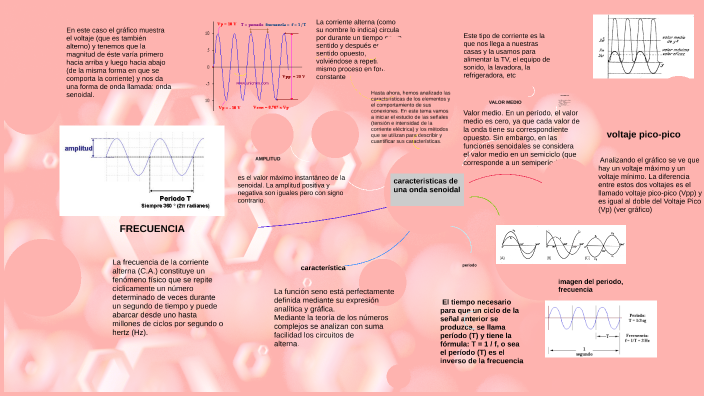 En este caso el gráfico muestra
el voltaje (que es también
alterno) y tenemos que la
magnitud de éste varía primero
hacia arriba y luego hacia abajo
(de la misma forma en que se
comporta la corriente) y nos da
una forma de onda llamada: onda
senoidal.
Vp = 10 V
T = periodo
frecuencia = f = 1/T
Vpp = 20 V
Vp = - 10 V
Vrms = 0.707 x Vp
La corriente alterna (como
su nombre lo indica) circula
por durante un tiempo
sentido y después
sentido opuesto,
volviéndose a repeti
mismo proceso en
constante
Este tipo de corriente es la
que nos llega a nuestras
casas y la usamos para
alimentar la TV, el equipo de
sonido, la lavadora, la
refrigeradora, etc
valor medio
valor máximo
valor eficaz
Hasta ahora, hemos analizado las
características de los elementos y
el comportamiento de sus
conexiones. En este tema vamos
a iniciar el estudio de las señales
(tensión e intensidad de la
corriente eléctrica) y los métodos
que se utilizan para describir y
cuantificar sus características.
VALOR MEDIO
Valor medio. En un período, el valor
medio es cero, ya que cada valor de
la onda tiene su correspondiente
opuesto. Sin embargo, en las
funciones senoidales se considera
el valor medio en un semiciclo (que
corresponde a un semiperio
voltaje pico-pico
Analizando el gráfico se ve que
hay un voltaje máximo y un
voltaje mínimo. La diferencia
entre estos dos voltajes es el
llamado voltaje pico-pico (Vpp) y
es igual al doble del Voltaje Pico
(Vp) (ver gráfico)
amplitud
Periodo T
Siempre 360 ° (2π radianes)
AMPLITUD
es el valor máximo instantáneo de la
senoidal. La amplitud positiva y
negativa son iguales pero con signo
contrario.
caracteristicas de
una onda senoidal
FRECUENCIA
La frecuencia de la corriente
alterna (C.A.) constituye un
fenómeno físico que se repite
cíclicamente un número
determinado de veces durante
un segundo de tiempo y puede
abarcar desde uno hasta
millones de ciclos por segundo o
hertz (Hz).
característica
La función seno está perfectamente
definida mediante su expresión
analítica y gráfica.
Mediante la teoría de los números
complejos se analizan con suma
facilidad los circuitos de
alterna.
periodo
El tiempo necesario
para que un ciclo de la
señal anterior se
produzca, se llama
período (T) y tiene la
fórmula: T = 1 / f, o sea
el período (T) es el
inverso de la frecuencia
(A)
(B)
(C)
imagen del periodo,
frecuencia
Periodo:
Frecuencia:
T
1
segundo